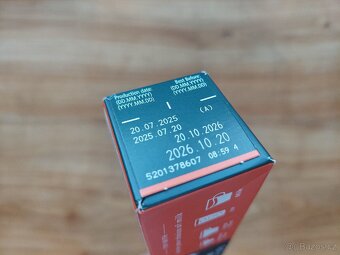 Production date:
(DD.MM.YYYY)
(YYYY.MM.DD)
Best Before:
(DD.MM.YYYY)
(YYYY.MM.DD)
20.07.2025
2025.07.20
(A)
20.10.2026
2026.10.20
5201378607 08:59 4